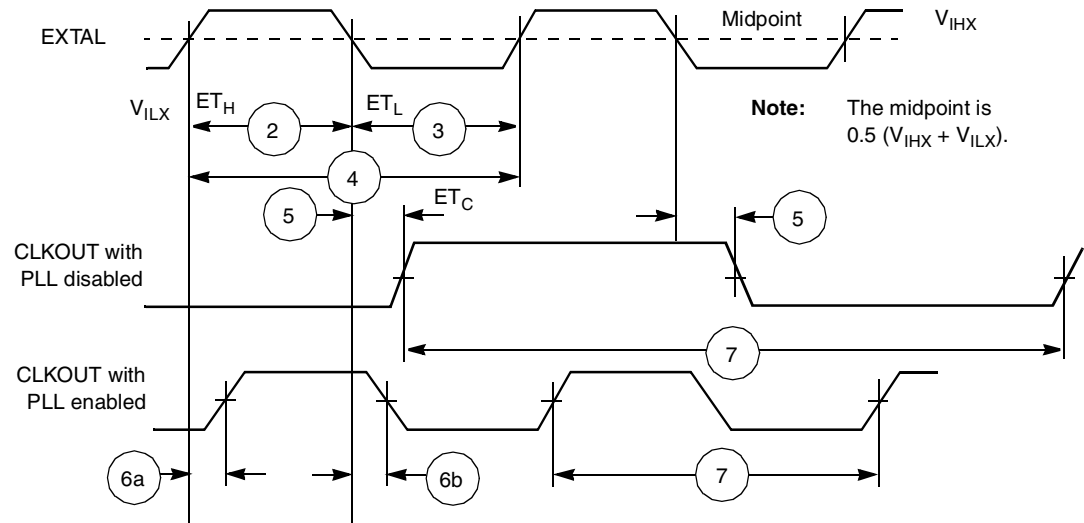 Midpoint
V_IHX
EXTAL
V_ILX
ET_H
ET_L
Note: The midpoint is
0.5 (V_IHX + V_ILX).
2
3
4
5
ET_C
5
CLKOUT with
PLL disabled
7
CLKOUT with
PLL enabled
6a
6b
7